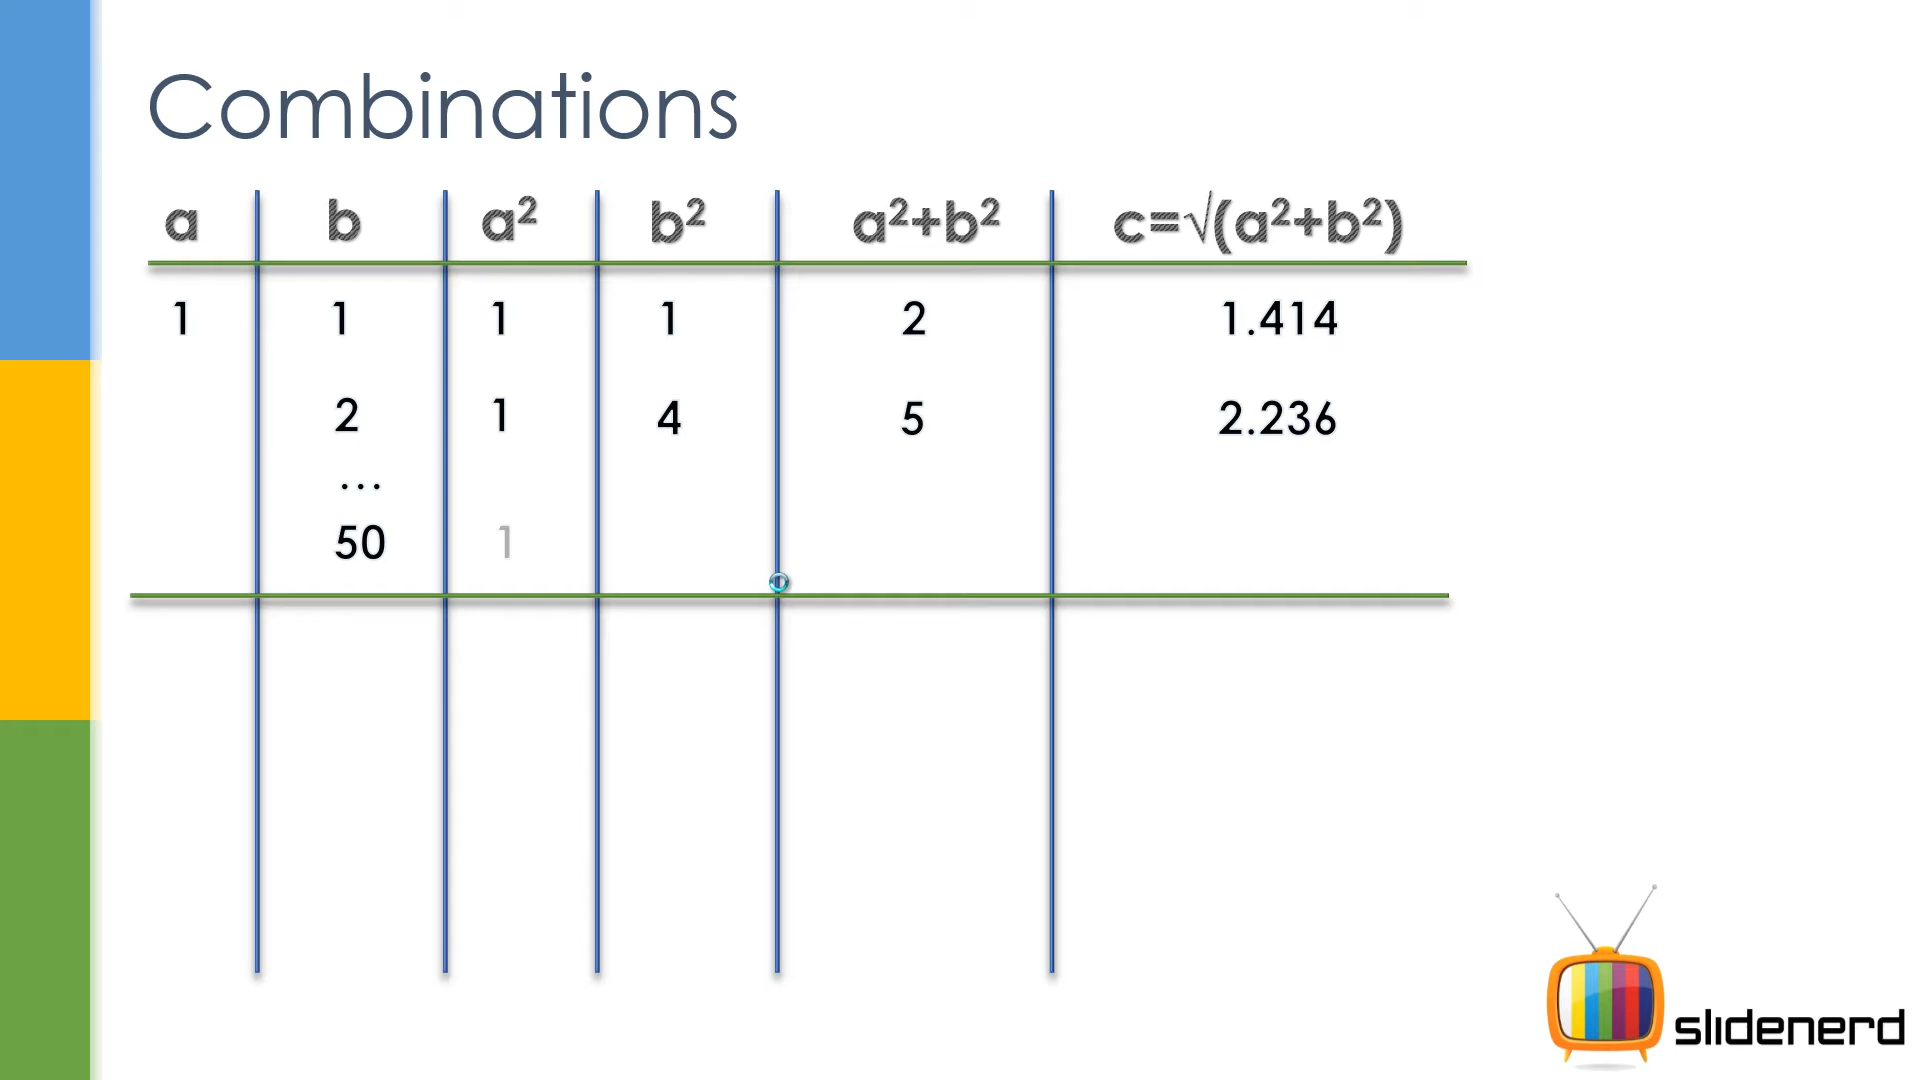 Combinations
a b a² b² a²+b² c=√(a²+b²)
1 1 1 1 2 1.414
2 1 4 5 2.236
...
50 1
slidenerd